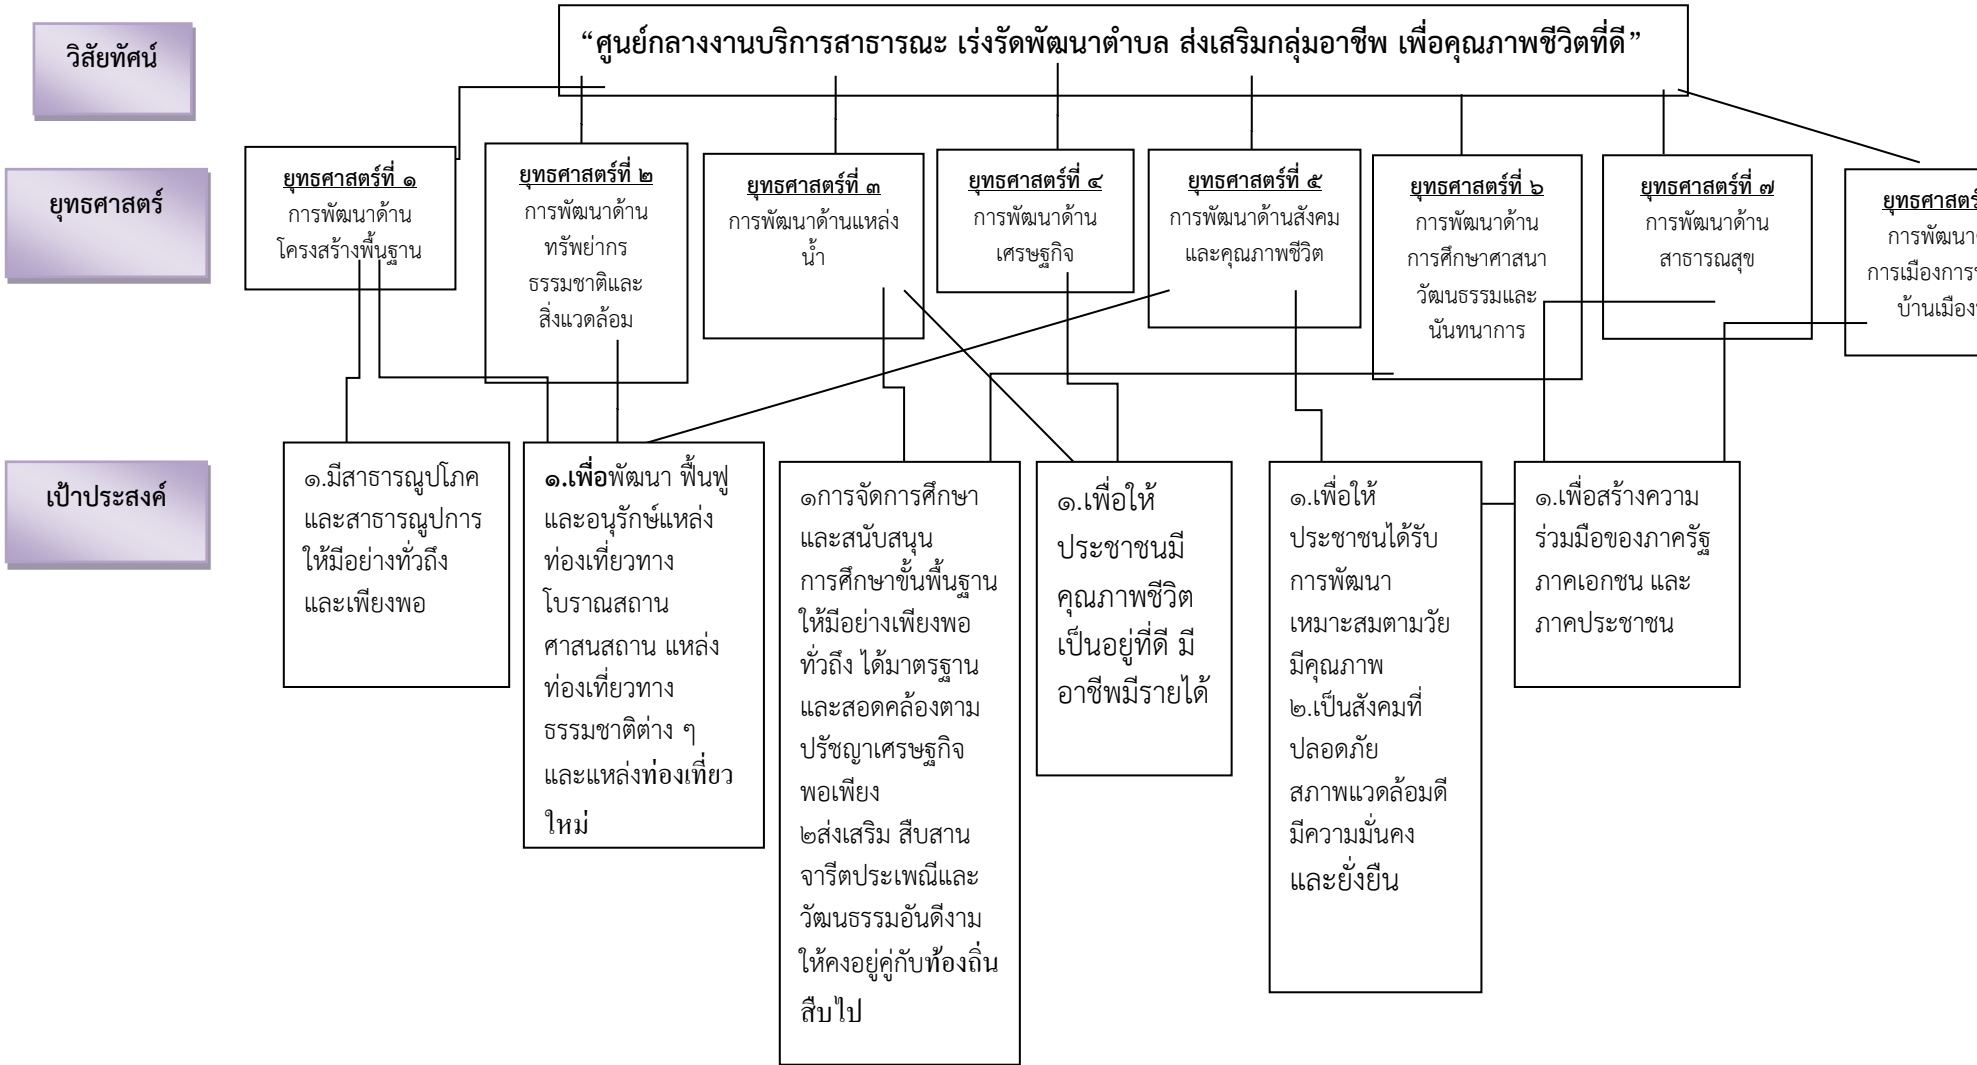 วิสัยทัศน์
“ศูนย์กลางงานบริการสาธารณะ เร่งรัดพัฒนาตำบล ส่งเสริมกลุ่มอาชีพ เพื่อคุณภาพชีวิตที่ดี”
ยุทธศาสตร์
ยุทธศาสตร์ที่ ๑
การพัฒนาด้าน
โครงสร้างพื้นฐาน
ยุทธศาสตร์ที่ ๒
การพัฒนาด้าน
ทรัพย่ากร
ธรรมชาติและ
สิ่งแวดล้อม
ยุทธศาสตร์ที่ ๓
การพัฒนาด้านแหล่ง
น้ำ
ยุทธศาสตร์ที่ ๔
การพัฒนาด้าน
เศรษฐกิจ
ยุทธศาสตร์ที่ ๕
การพัฒนาด้านสังคม
และคุณภาพชีวิต
ยุทธศาสตร์ที่ ๖
การพัฒนาด้าน
การศึกษาศาสนา
วัฒนธรรมและ
นันทนาการ
ยุทธศาสตร์ที่ ๗
การพัฒนาด้าน
สาธารณสุข
ยุทธศาสตร์
การพัฒนา
การเมืองการ
บ้านเมือง
เป้าประสงค์
๑.มีสาธารณูปโภค
และสาธารณูปการ
ให้มีอย่างทั่วถึง
และเพียงพอ
๑.เพื่อพัฒนา ฟื้นฟู
และอนุรักษ์แหล่ง
ท่องเที่ยวทาง
โบราณสถาน
ศาสนสถาน แหล่ง
ท่องเที่ยวทาง
ธรรมชาติต่าง ๆ
และแหล่งท่องเที่ยว
ใหม่
๑การจัดการศึกษา
และสนับสนุน
การศึกษาขั้นพื้นฐาน
ให้มีอย่างเพียงพอ
ทั่วถึง ได้มาตรฐาน
และสอดคล้องตาม
ปรัชญาเศรษฐกิจ
พอเพียง
๒ส่งเสริม สืบสาน
จารีตประเพณีและ
วัฒนธรรมอันดีงาม
ให้คงอยู่คู่กับท้องถิ่น
สืบไป
๑.เพื่อให้
ประชาชนมี
คุณภาพชีวิต
เป็นอยู่ที่ดี มี
อาชีพมีรายได้
๑.เพื่อให้
ประชาชนได้รับ
การพัฒนา
เหมาะสมตามวัย
มีคุณภาพ
๒.เป็นสังคมที่
ปลอดภัย
สภาพแวดล้อมดี
มีความมั่นคง
และยั่งยืน
๑.เพื่อสร้างความ
ร่วมมือของภาครัฐ
ภาคเอกชน และ
ภาคประชาชน